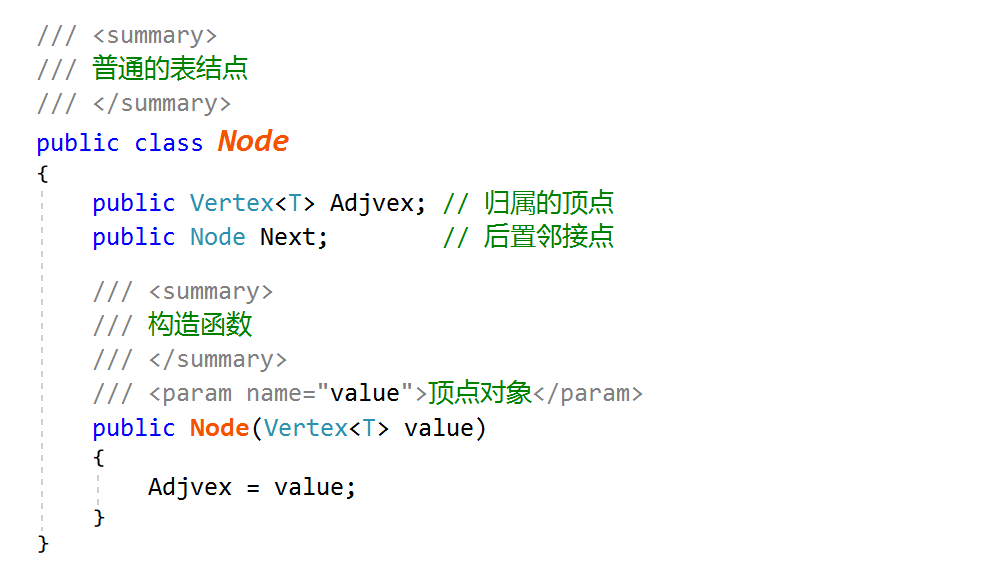 /// <summary>
/// 普通的表结点
/// </summary>
public class Node
{
    public Vertex<T> Adjvex; // 归属的顶点
    public Node Next;        // 后置邻接点
    /// <summary>
    /// 构造函数
    /// </summary>
    /// <param name="value">顶点对象</param>
    public Node(Vertex<T> value)
    {
        Adjvex = value;
    }
}